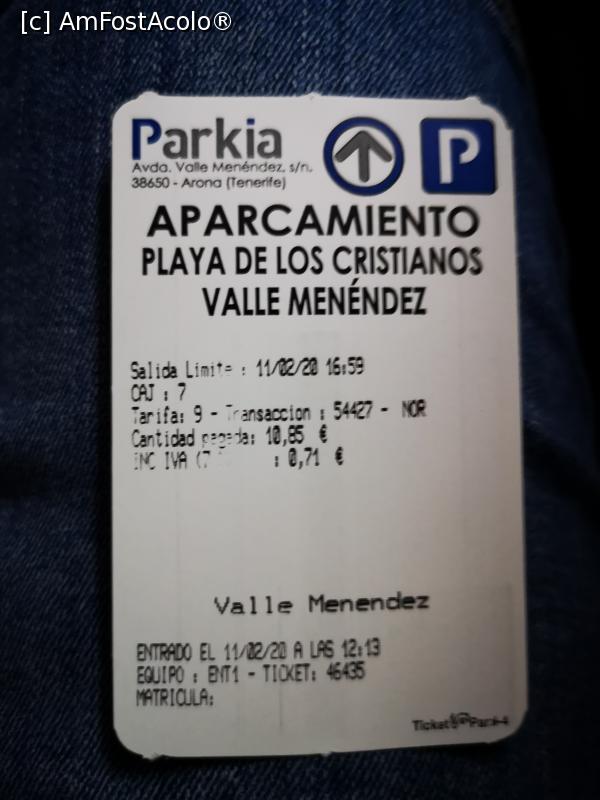 [c] AmFostAcolo®
Parkia
Avda. Valle Menéndez, s/n.
38650 - Arona (Tenerife)
P
APARCAMIENTO
PLAYA DE LOS CRISTIANOS
VALLE MENÉNDEZ
Salida Limite : 11/02/20 16:59
CAJ : 7
Tarifa: 9 - Transaccion : 54427 - NOR
Cantidad pagada: 10,85 €
INC IVA (7 : 0,71 €
Valle Menendez
ENTRADO EL 11/02/20 A LAS 12:13
EQUIPO : ENT1 - TICKET: 46435
MATRICULA:
Ticket